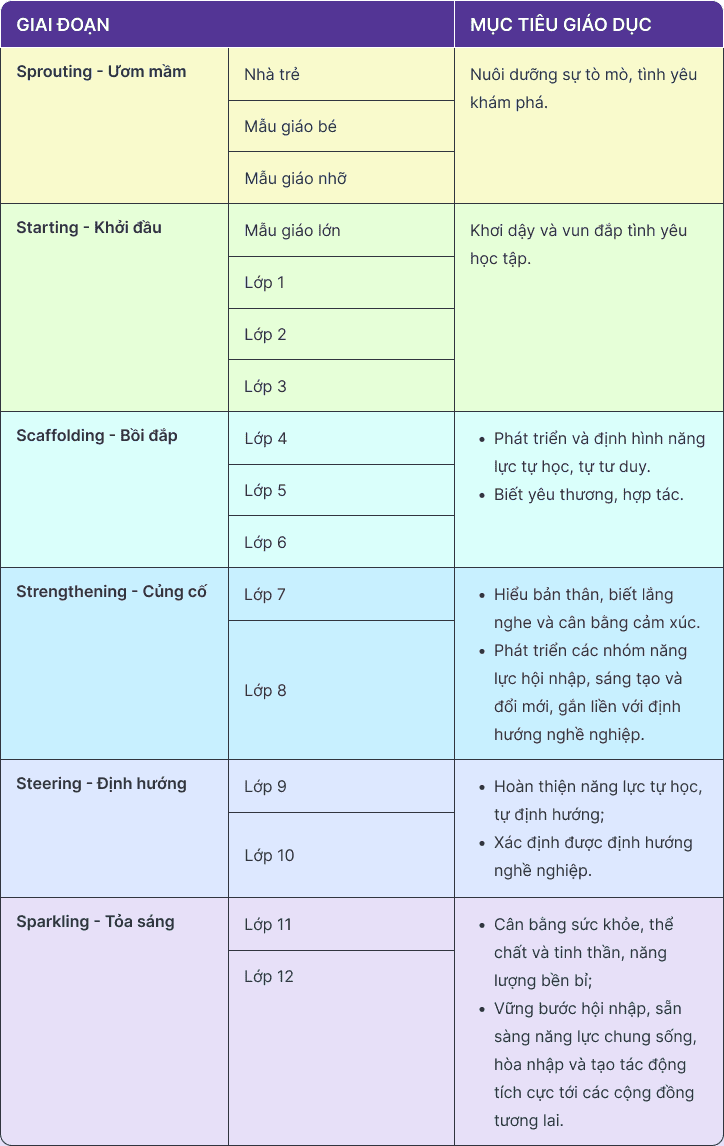 GIAI ĐOẠN
MỤC TIÊU GIÁO DỤC
Sprouting - Ươm mầm
Nhà trẻ
Mẫu giáo bé
Mẫu giáo nhỡ
Nuôi dưỡng sự tò mò, tình yêu
khám phá.
Starting - Khởi đầu
Mẫu giáo lớn
Lớp 1
Lớp 2
Lớp 3
Khơi dậy và vun đắp tình yêu
học tập.
Scaffolding - Bồi đắp
Lớp 4
Lớp 5
Lớp 6
• Phát triển và định hình năng
lực tự học, tự tư duy.
• Biết yêu thương, hợp tác.
Strengthening - Củng cố
Lớp 7
Lớp 8
• Hiểu bản thân, biết lắng
nghe và cân bằng cảm xúc.
• Phát triển các nhóm năng
lực hội nhập, sáng tạo và
đổi mới, gắn liền với định
hướng nghề nghiệp.
Steering - Định hướng
Lớp 9
Lớp 10
• Hoàn thiện năng lực tự học,
tự định hướng;
• Xác định được định hướng
nghề nghiệp.
Sparkling - Tỏa sáng
Lớp 11
Lớp 12
• Cân bằng sức khỏe, thể
chất và tinh thần, năng
lượng bền bỉ;
• Vững bước hội nhập, sẵn
sàng năng lực chung sống,
hòa nhập và tạo tác động
tích cực tới các cộng đồng
tương lai.